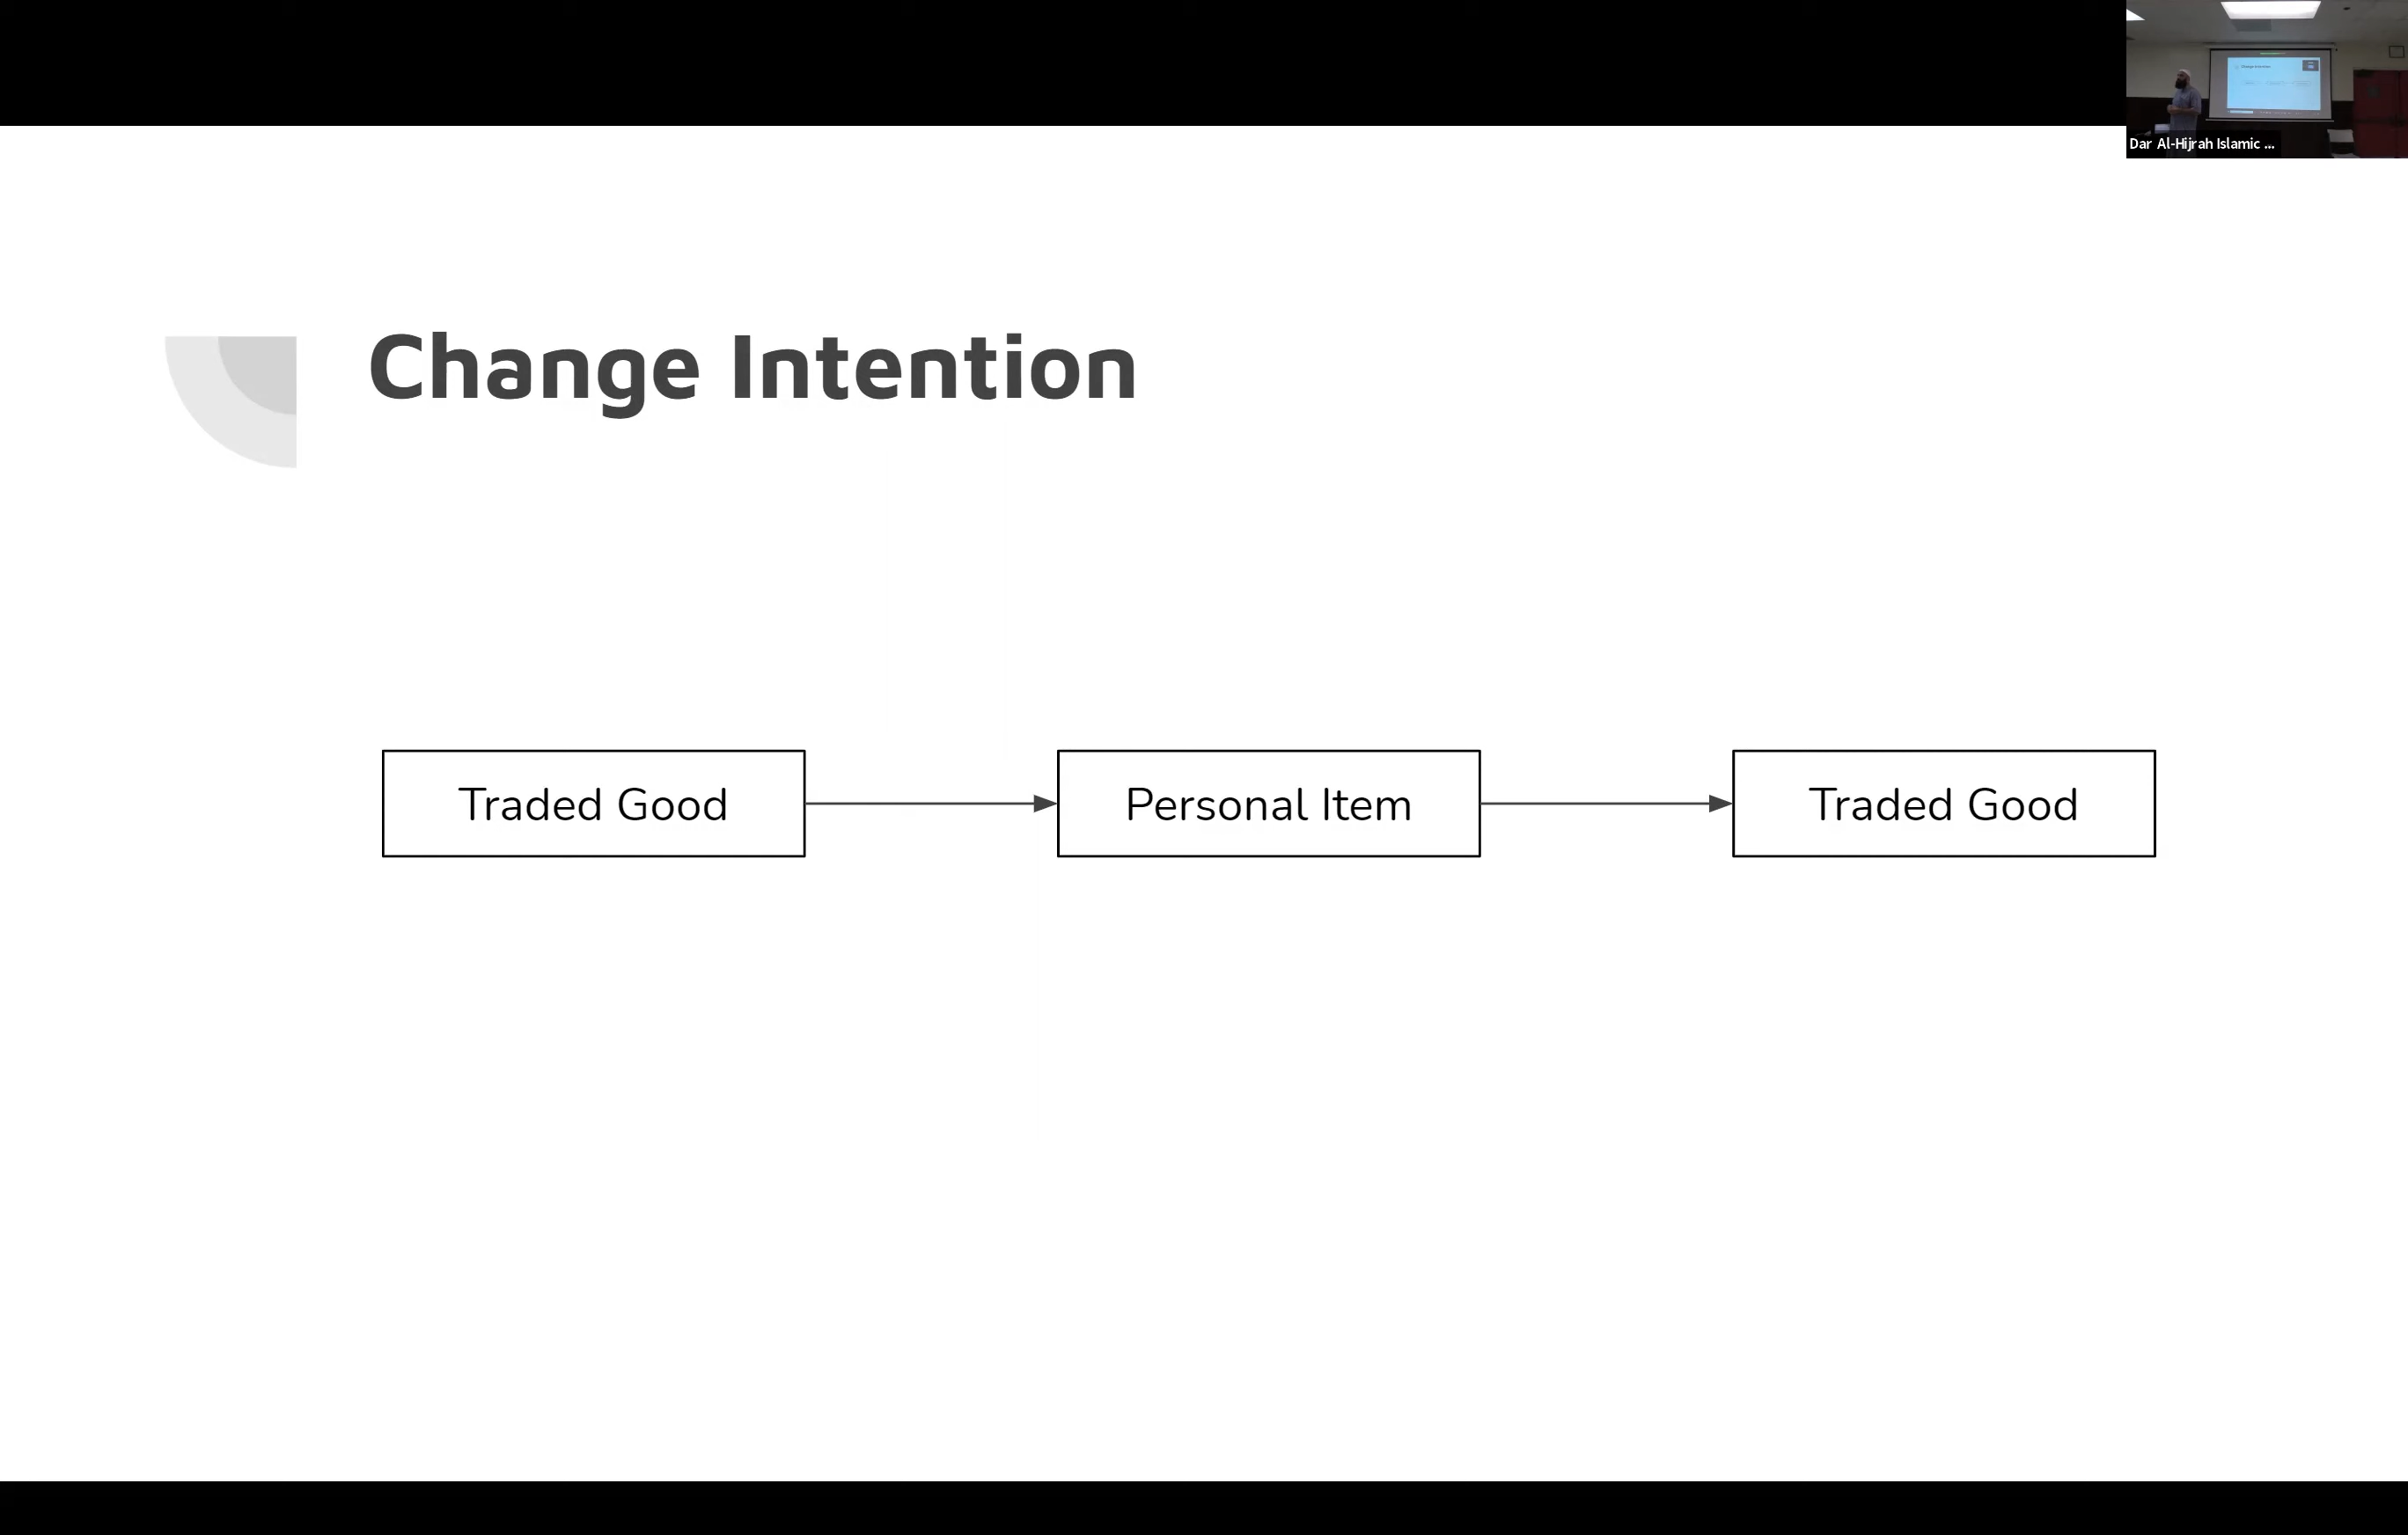 Dar Al-Hijrah Islamic ...
Change Intention
Traded Good
Personal Item
Traded Good